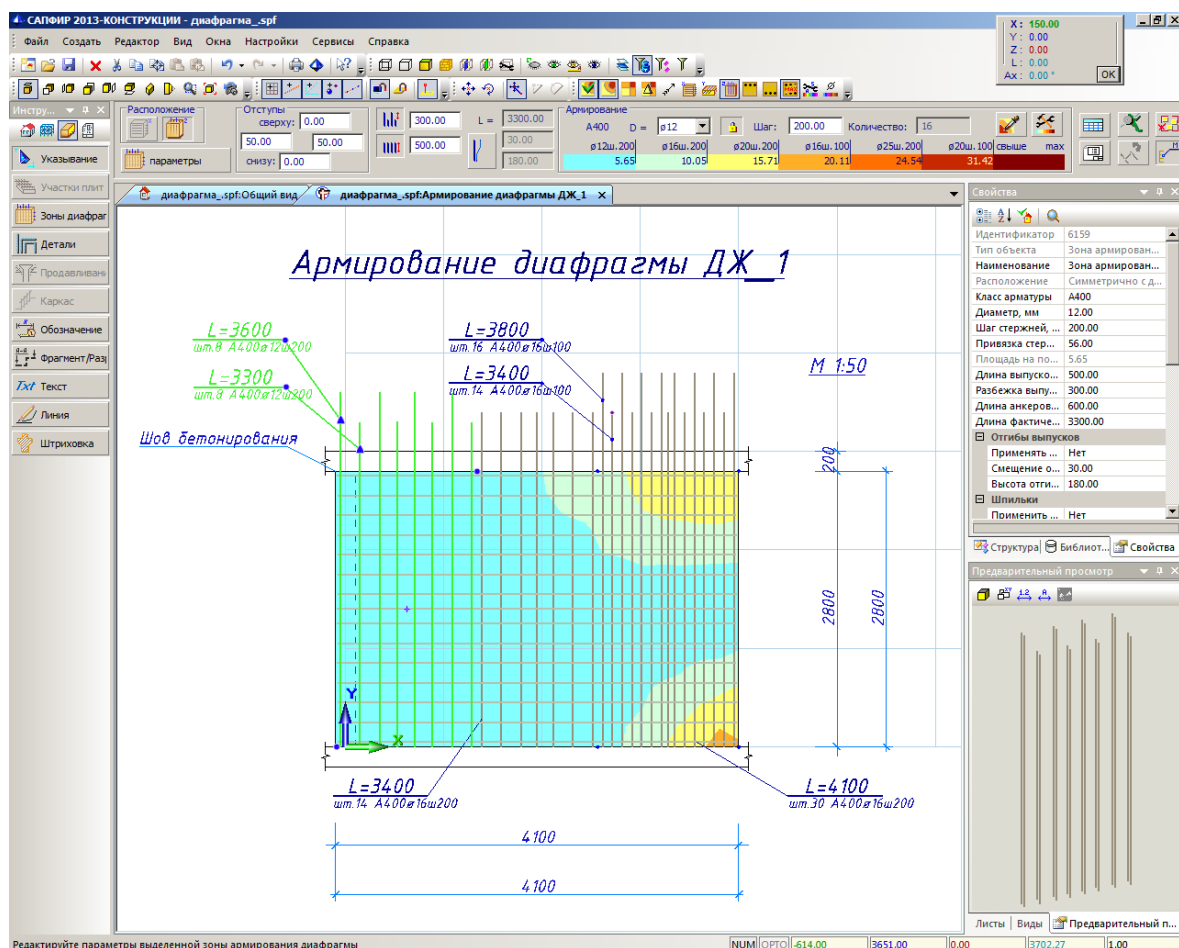 САПФИР 2013-КОНСТРУКЦИИ - диафрагма_.spf
X: 150.00
Y: 0.00
Z: 0.00
L: 0.00
Ax: 0.00 °
OK
Файл Создать Редактор Вид Окна Настройки Сервисы Справка
Инстру...
Расположение
параметры
Отступы
сверху: 0.00
50.00 50.00
снизу: 0.00
300.00
500.00
L = 3300.00
30.00
180.00
Армирование
A400 D = ø12 Шаг: 200.00 Количество: 16
ø12ш.200 ø16ш.200 ø20ш.200 ø16ш.100 ø25ш.200 ø20ш.100 свыше max
5.65 10.05 15.71 20.11 24.54 31.42
Указывание
Участки плит
Зоны диафраг
Детали
Продавливани
Каркас
Обозначение
Фрагмент/Раз
Txt Текст
Линия
Штриховка
диафрагма_.spf:Общий вид
диафрагма_.spf:Армирование диафрагмы ДЖ_1 x
Армирование диафрагмы ДЖ_1
L=3600
шт.8 А400ø12ш200
L=3300
шт.8 А400ø12ш200
L=3800
шт.16 А400ø16ш100
L=3400
шт.14 А400ø16ш100
М 1:50
Шов бетонирования
200
2800
2800
Y
X
L=3400
шт.14 А400ø16ш200
L=4100
шт.30 А400ø16ш200
4100
4100
Свойства
Идентификатор 6159
Тип объекта Зона армирован...
Наименование Зона армирован...
Расположение Симметрично с д...
Класс арматуры A400
Диаметр, мм 12.00
Шаг стержней, ... 200.00
Привязка стер... 56.00
Площадь на по... 5.65
Длина выпуско... 500.00
Разбежка выпу... 300.00
Длина анкеров... 600.00
Длина фактиче... 3300.00
Отгибы выпусков
Применять ... Нет
Смещение о... 30.00
Высота отги... 180.00
Шпильки
Применить ... Нет
Структура Библиот... Свойства
Предварительный просмотр
Листы Виды Предварительный п...
Редактируйте параметры выделенной зоны армирования диафрагмы
NUM ОРТО -614.00 3651.00 0.00 3702.27 1.00